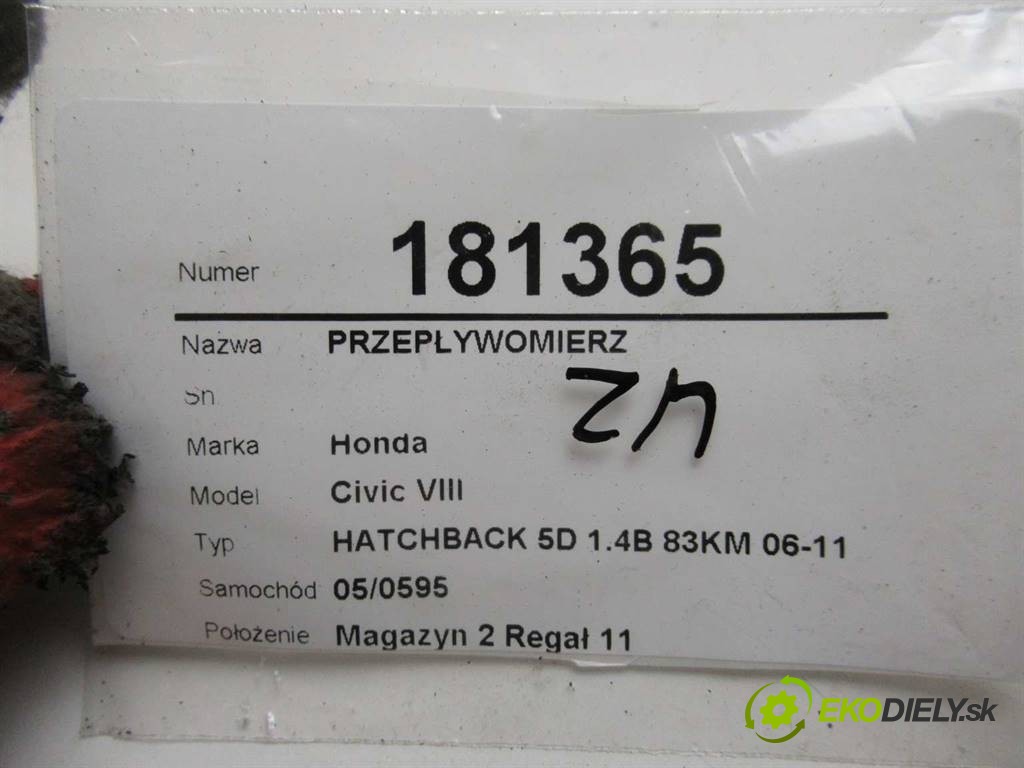 Numer 181365
Nazwa PRZEPŁYWOMIERZ
Sn
Marka Honda
Model Civic VIII
Typ HATCHBACK 5D 1.4B 83KM 06-11
Samochód 05/0595
Położenie Magazyn 2 Regał 11
EKODIELY.sk